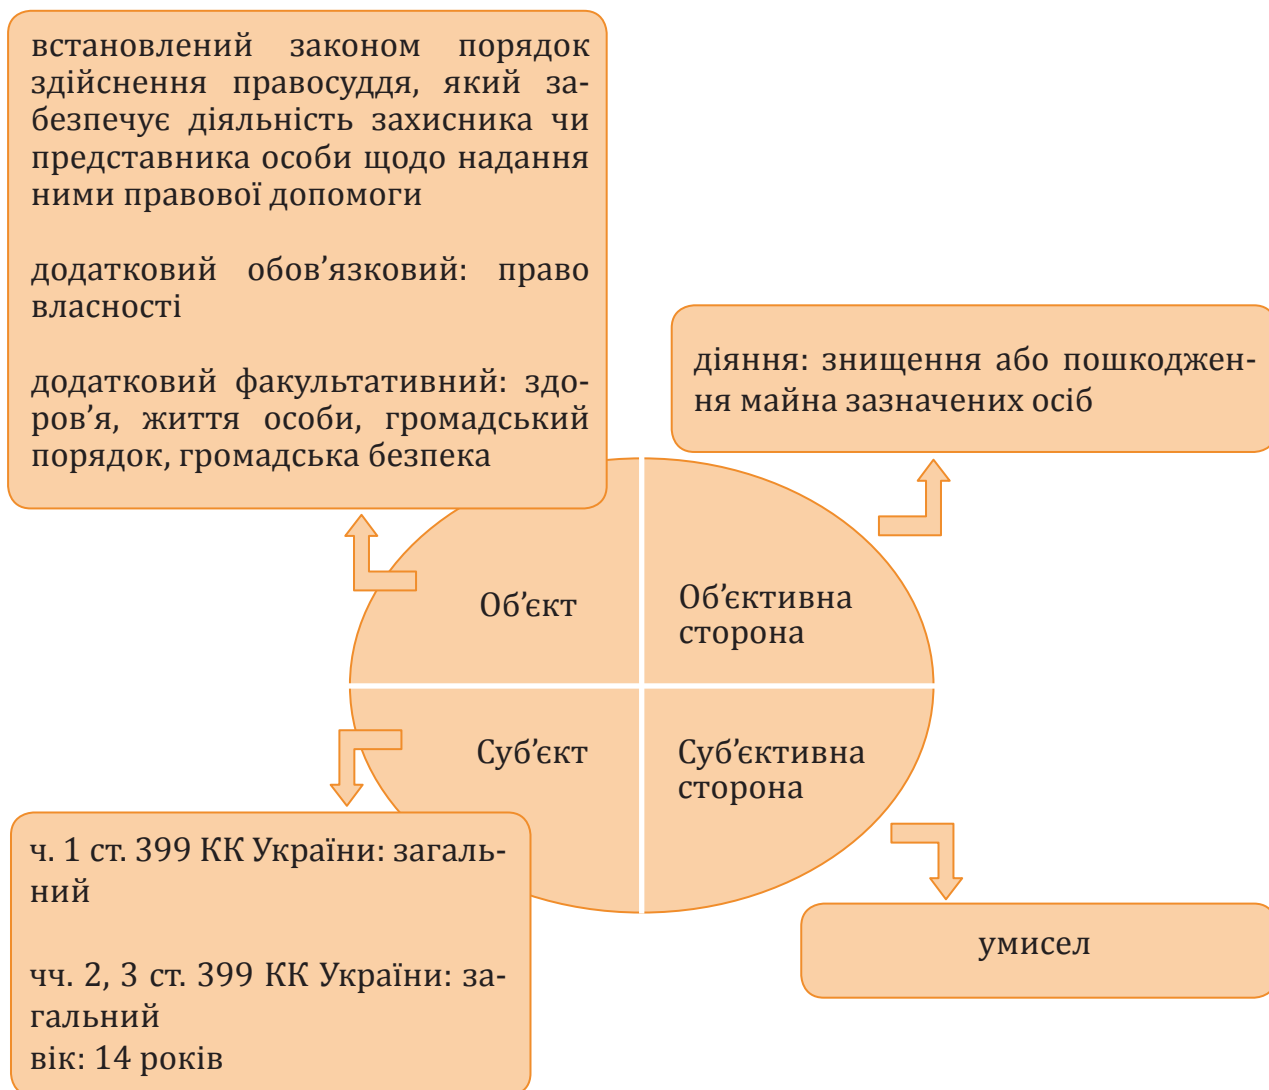 встановлений законом порядок
здійснення правосуддя, який за-
безпечує діяльність захисника чи
представника особи щодо надання
ними правової допомоги
додатковий обов’язковий: право
власності
додатковий факультативний: здо-
ров’я, життя особи, громадський
порядок, громадська безпека
діяння: знищення або пошкоджен-
ня майна зазначених осіб
Об’єкт
Об’єктивна
сторона
Суб’єкт
Суб’єктивна
сторона
ч. 1 ст. 399 КК України: загаль-
ний
чч. 2, 3 ст. 399 КК України: за-
гальний
вік: 14 років
умисел